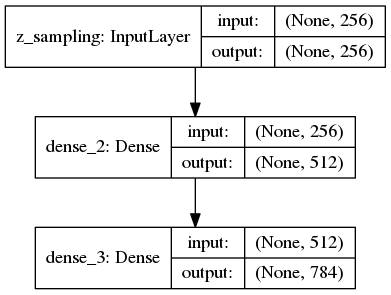 z_sampling: InputLayer
input: (None, 256)
output: (None, 256)
dense_2: Dense
input: (None, 256)
output: (None, 512)
dense_3: Dense
input: (None, 512)
output: (None, 784)